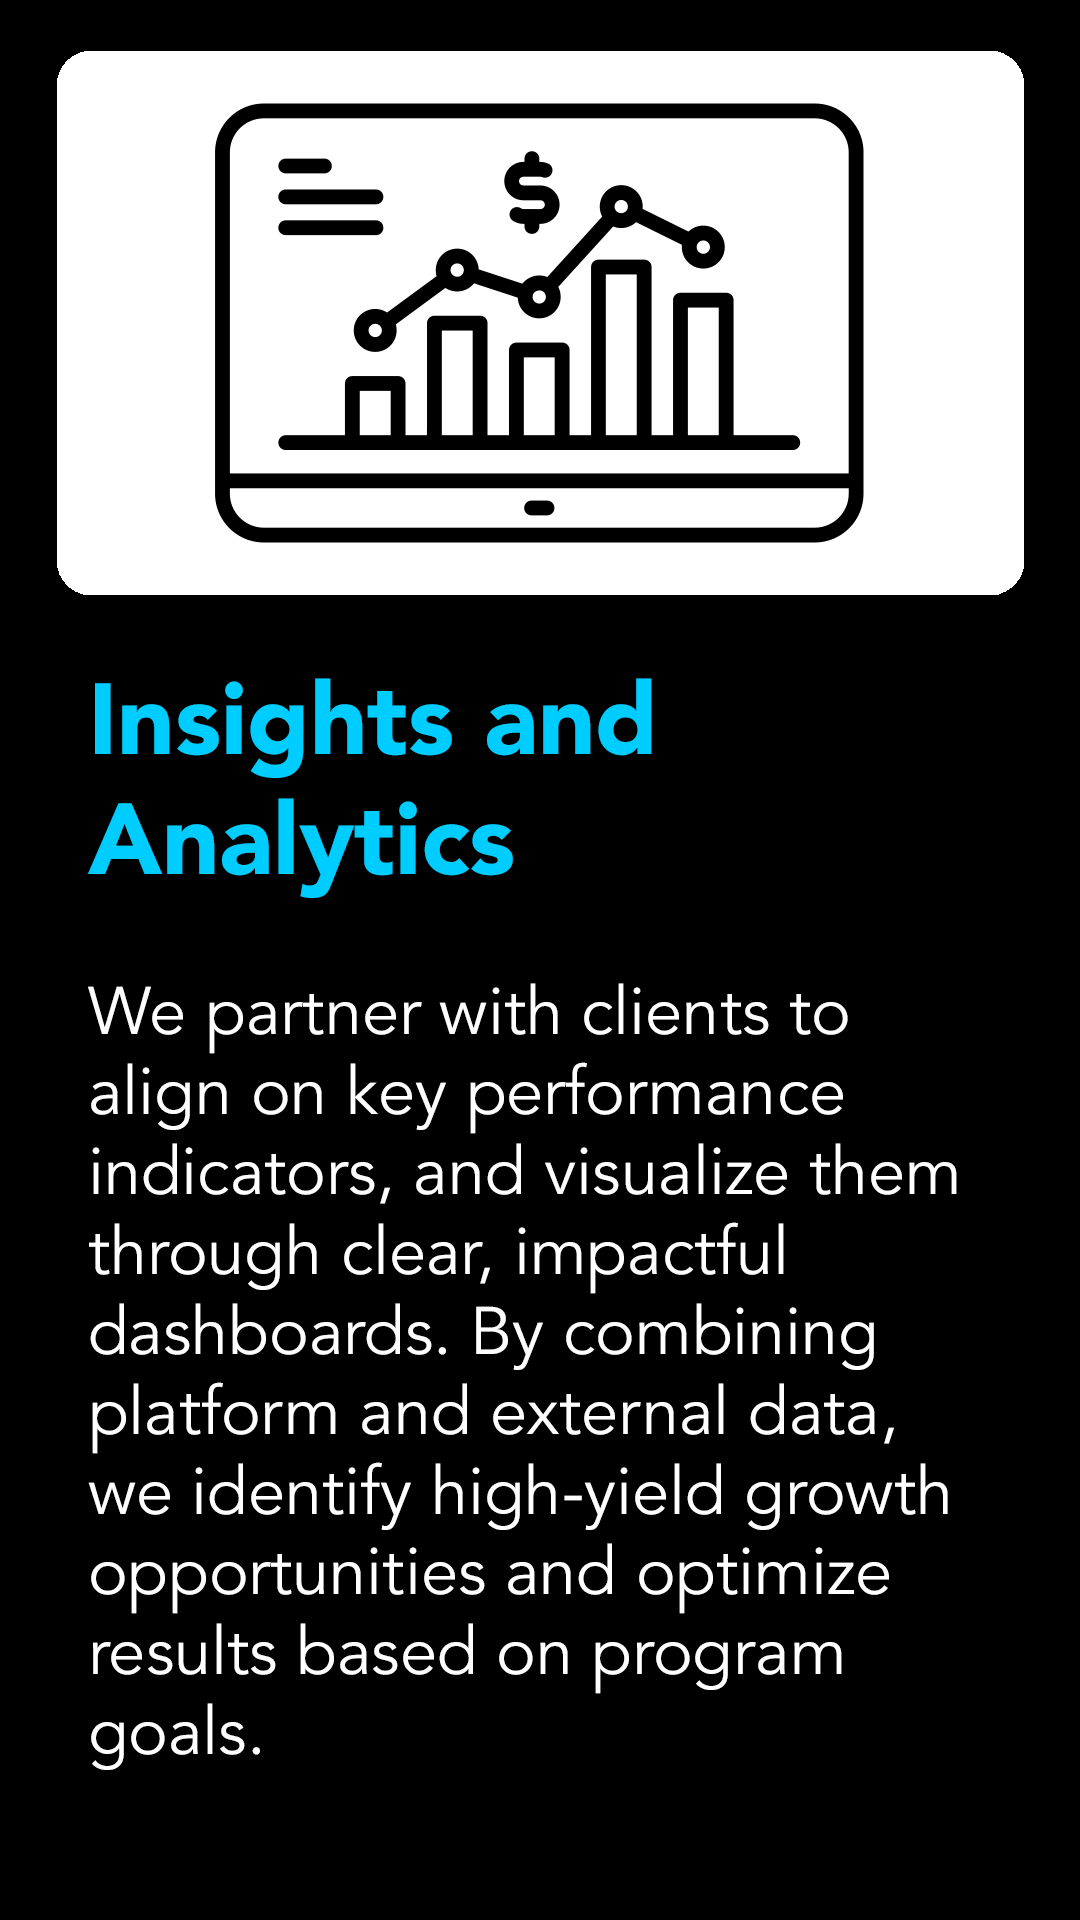 $
Insights and
Analytics
We partner with clients to
align on key performance
indicators, and visualize them
through clear, impactful
dashboards. By combining
platform and external data,
we identify high-yield growth
opportunities and optimize
results based on program
goals.